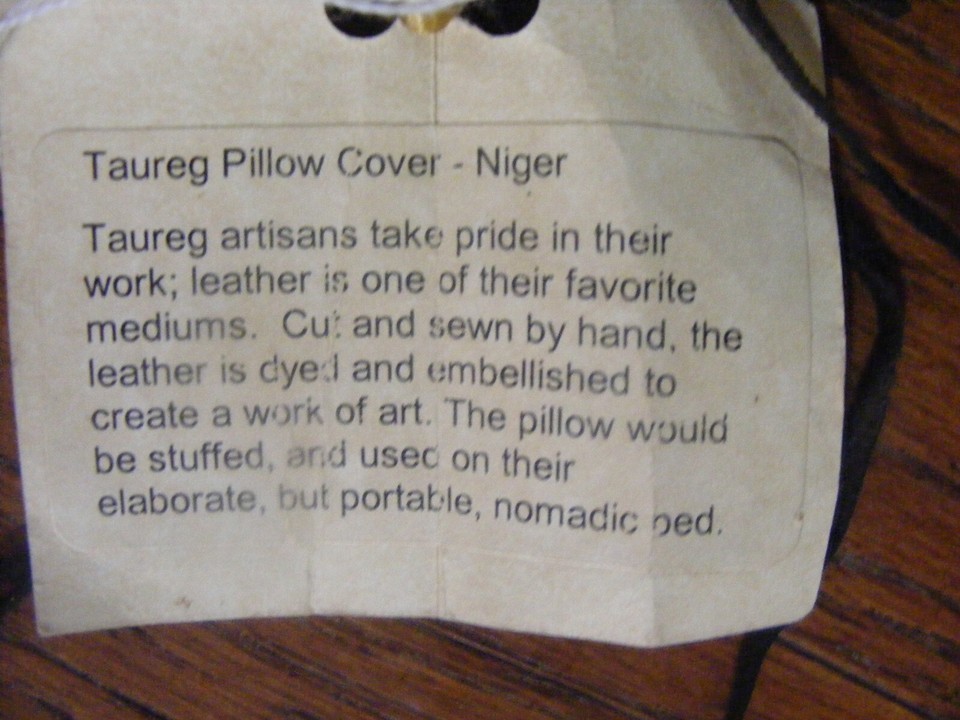 Taureg Pillow Cover - Niger
Taureg artisans take pride in their
work; leather is one of their favorite
mediums. Cut and sewn by hand, the
leather is dyed and embellished to
create a work of art. The pillow would
be stuffed, and used on their
elaborate, but portable, nomadic bed.